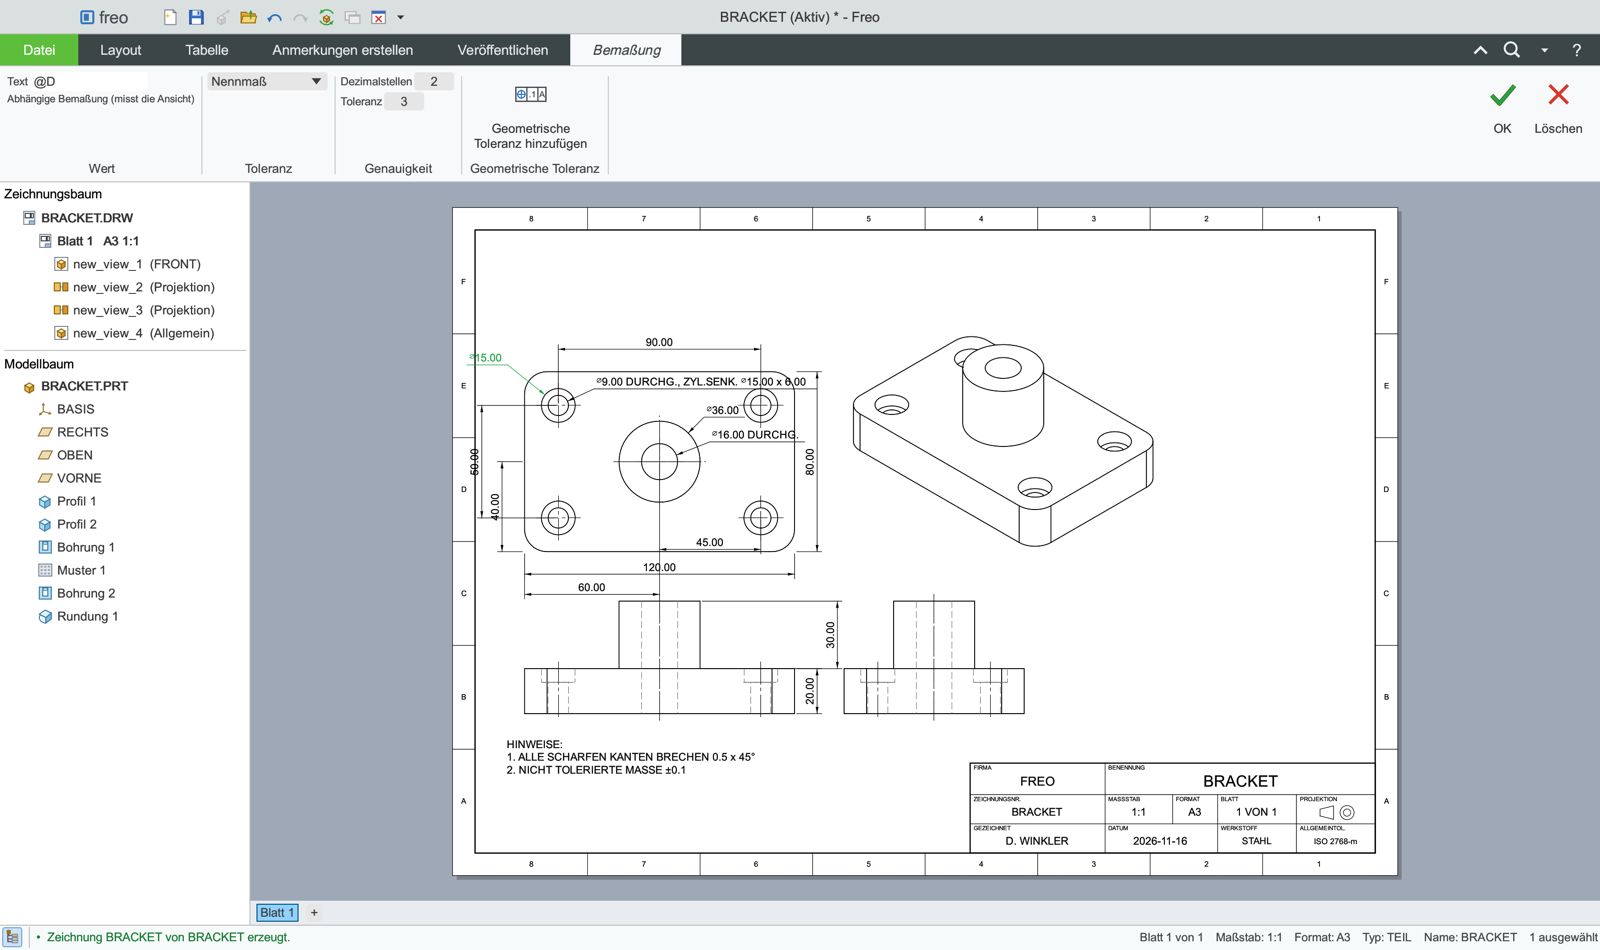 freo
BRACKET (Aktiv) * - Freo
Datei
Layout
Tabelle
Anmerkungen erstellen
Veröffentlichen
Bemaßung
?
Text @D
Abhängige Bemaßung (misst die Ansicht)
Wert
Nennmaß
Toleranz
Dezimalstellen 2
Toleranz 3
Genauigkeit
Geometrische
Toleranz hinzufügen
Geometrische Toleranz
OK
Löschen
Zeichnungsbaum
BRACKET.DRW
Blatt 1 A3 1:1
new_view_1 (FRONT)
new_view_2 (Projektion)
new_view_3 (Projektion)
new_view_4 (Allgemein)
Modellbaum
BRACKET.PRT
BASIS
RECHTS
OBEN
VORNE
Profil 1
Profil 2
Bohrung 1
Muster 1
Bohrung 2
Rundung 1
8 7 6 5 4 3 2 1
F F
E E
D D
C C
B B
A A
90.00
⌀15.00
⌀9.00 DURCHG., ZYL.SENK. ⌀15.00 x 6.00
⌀36.00
⌀16.00 DURCHG.
50.00
40.00
80.00
45.00
120.00
60.00
30.00
20.00
HINWEISE:
1. ALLE SCHARFEN KANTEN BRECHEN 0.5 x 45°
2. NICHT TOLERIERTE MASSE ±0.1
FIRMA
FREO
BENENNUNG
BRACKET
ZEICHNUNGSNR.
BRACKET
MASSSTAB
1:1
FORMAT
A3
BLATT
1 VON 1
PROJEKTION
GEZEICHNET
D. WINKLER
DATUM
2026-11-16
WERKSTOFF
STAHL
ALLGEMEINTOL.
ISO 2768-m
8 7 6 5 4 3 2 1
Blatt 1 +
• Zeichnung BRACKET von BRACKET erzeugt.
Blatt 1 von 1 Maßstab: 1:1 Format: A3 Typ: TEIL Name: BRACKET 1 ausgewählt